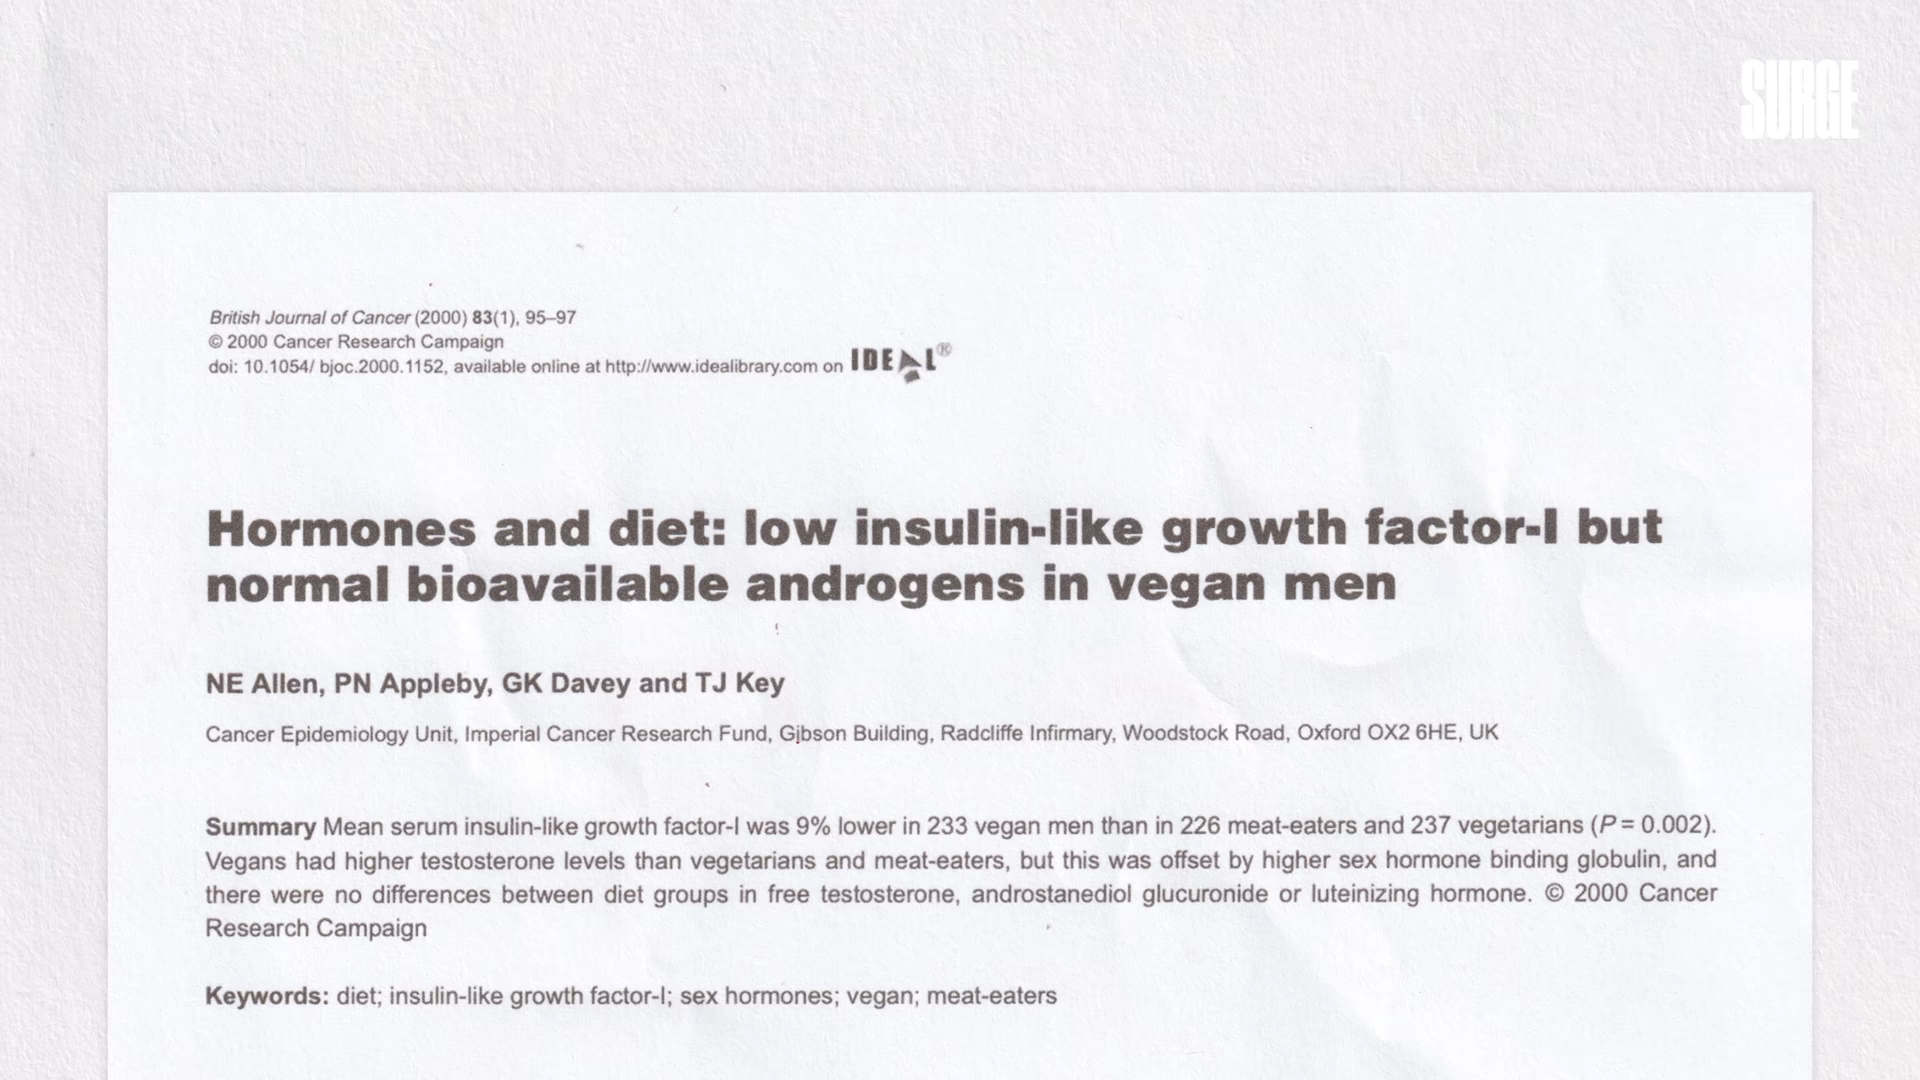 SURGE
British Journal of Cancer (2000) 83(1), 95–97
© 2000 Cancer Research Campaign
doi: 10.1054/ bjoc.2000.1152, available online at http://www.idealibrary.com on IDEAL®
Hormones and diet: low insulin-like growth factor-I but
normal bioavailable androgens in vegan men
NE Allen, PN Appleby, GK Davey and TJ Key
Cancer Epidemiology Unit, Imperial Cancer Research Fund, Gibson Building, Radcliffe Infirmary, Woodstock Road, Oxford OX2 6HE, UK
Summary Mean serum insulin-like growth factor-I was 9% lower in 233 vegan men than in 226 meat-eaters and 237 vegetarians (P = 0.002).
Vegans had higher testosterone levels than vegetarians and meat-eaters, but this was offset by higher sex hormone binding globulin, and
there were no differences between diet groups in free testosterone, androstanediol glucuronide or luteinizing hormone. © 2000 Cancer
Research Campaign
Keywords: diet; insulin-like growth factor-I; sex hormones; vegan; meat-eaters